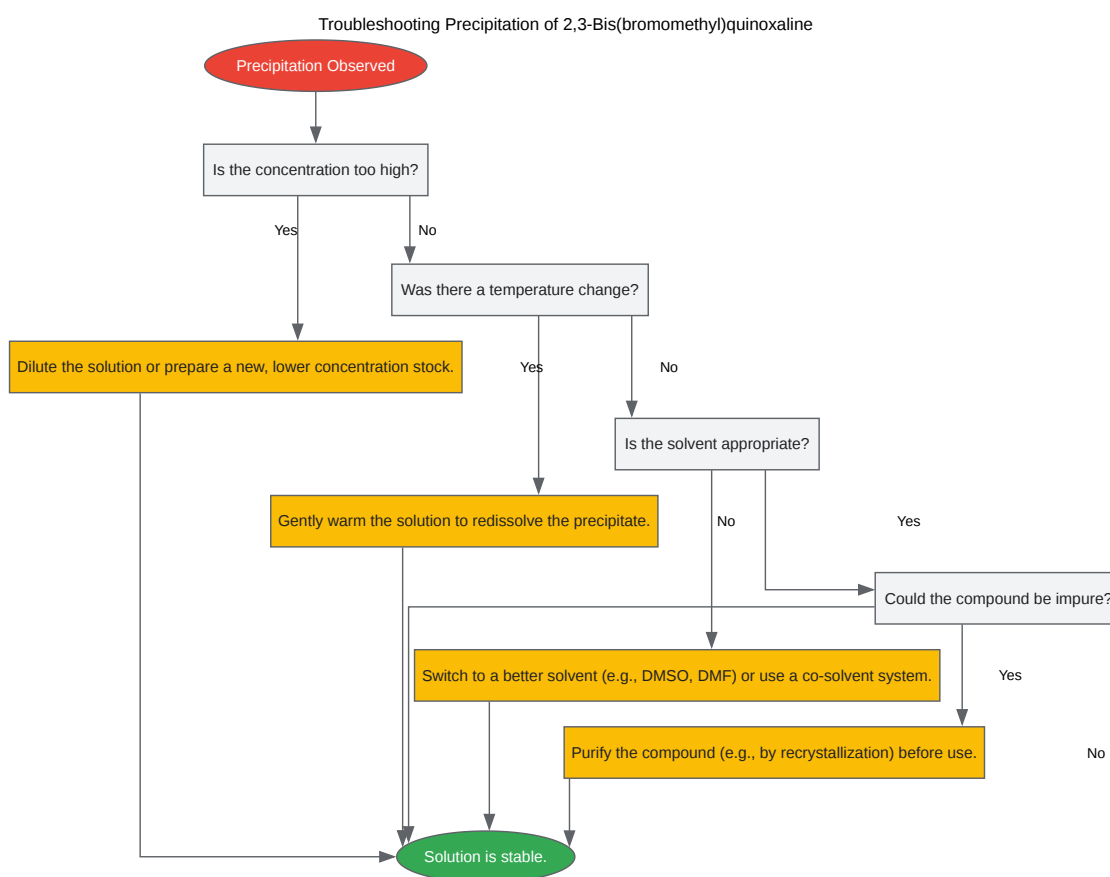 Troubleshooting Precipitation of 2,3-Bis(bromomethyl)quinoxaline
Precipitation Observed
Is the concentration too high?
Yes
No
Was there a temperature change?
Dilute the solution or prepare a new, lower concentration stock.
Yes
No
Is the solvent appropriate?
Gently warm the solution to redissolve the precipitate.
No
Yes
Could the compound be impure?
Switch to a better solvent (e.g., DMSO, DMF) or use a co-solvent system.
Yes
Purify the compound (e.g., by recrystallization) before use.
No
Solution is stable.